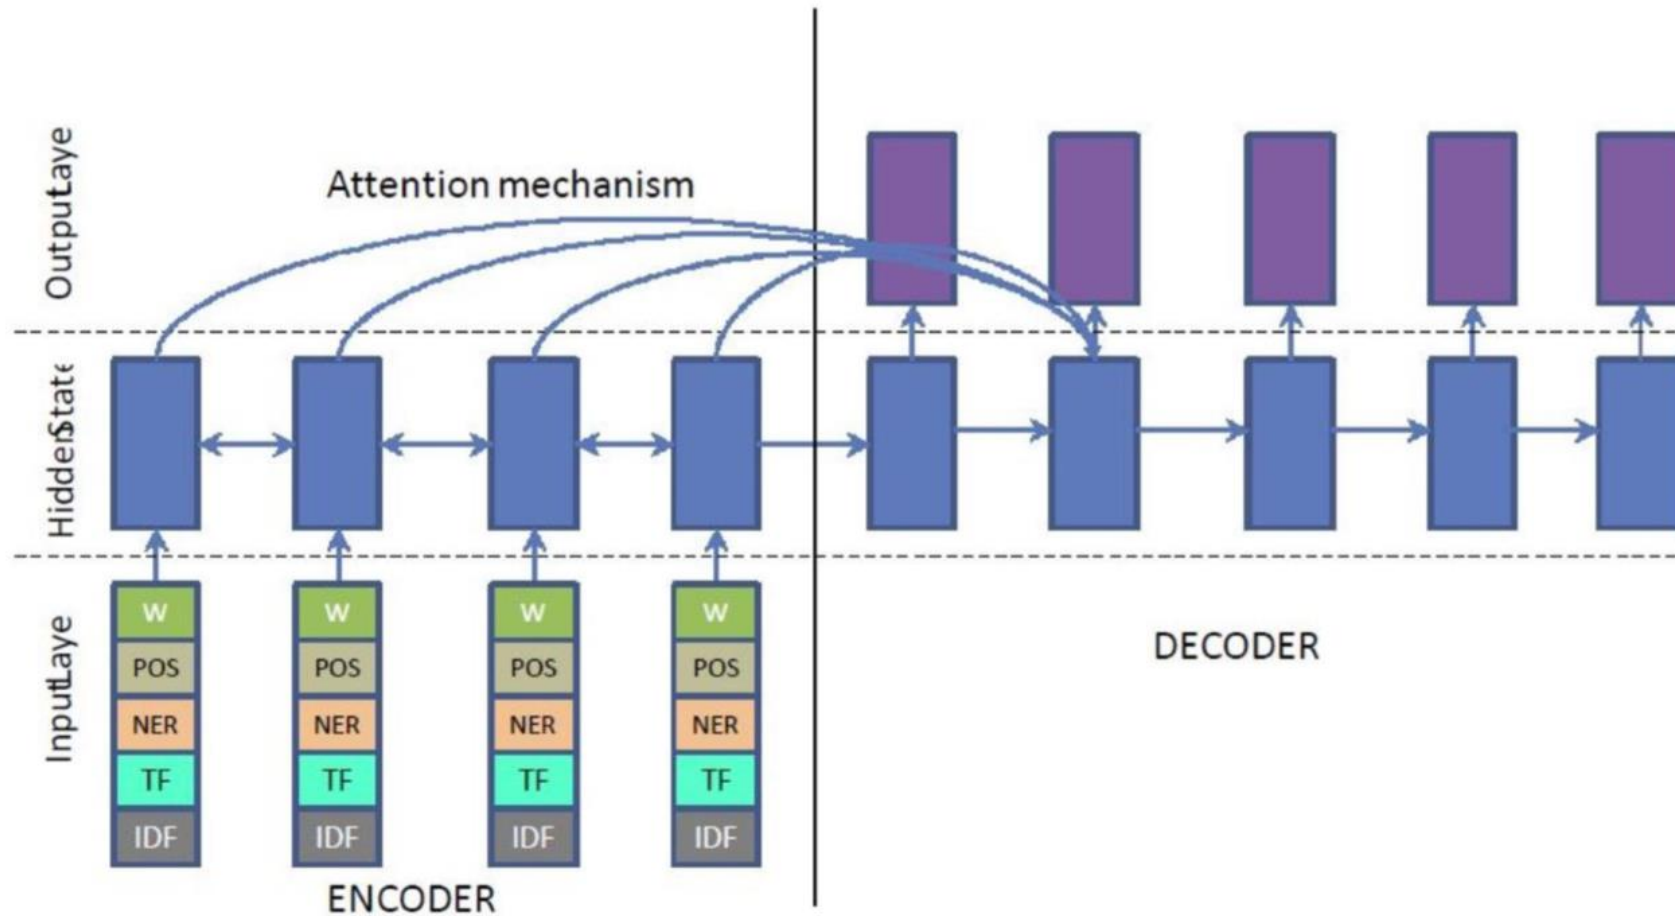 OutputLaye
Attention mechanism
HiddenState
InputLaye
W W W W
POS POS POS POS
NER NER NER NER
TF TF TF TF
IDF IDF IDF IDF
DECODER
ENCODER